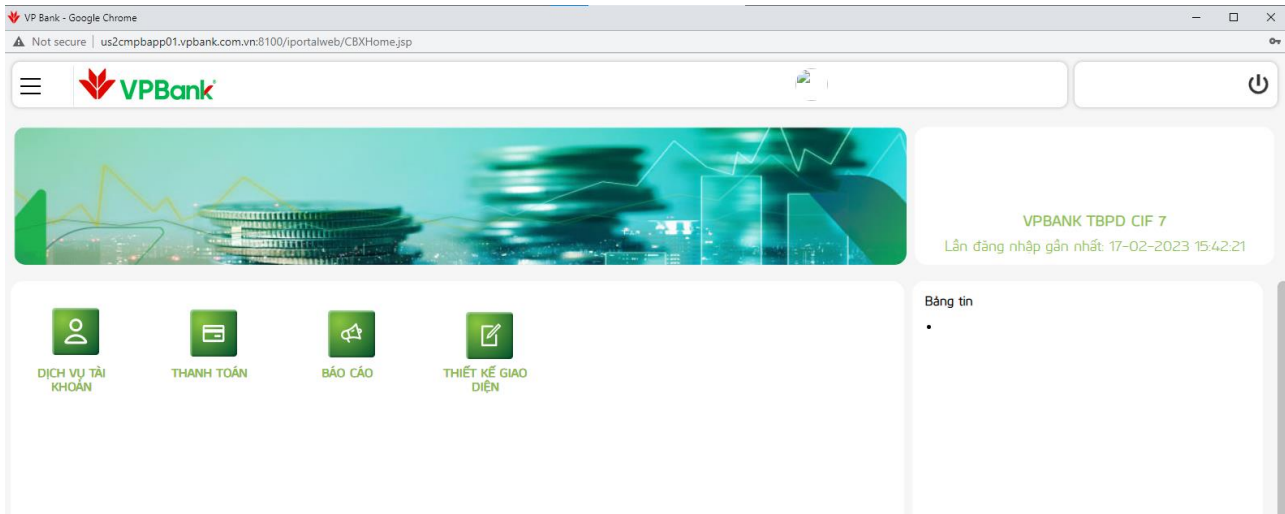 VP Bank - Google Chrome
Not secure | us2cmpbapp01.vpbank.com.vn:8100/iportalweb/CBXHome.jsp
VPBank
VPBANK TBPD CIF 7
Lần đăng nhập gần nhất: 17-02-2023 15:42:21
Bảng tin
DỊCH VỤ TÀI
KHOẢN
THANH TOÁN
BÁO CÁO
THIẾT KẾ GIAO
DIỆN